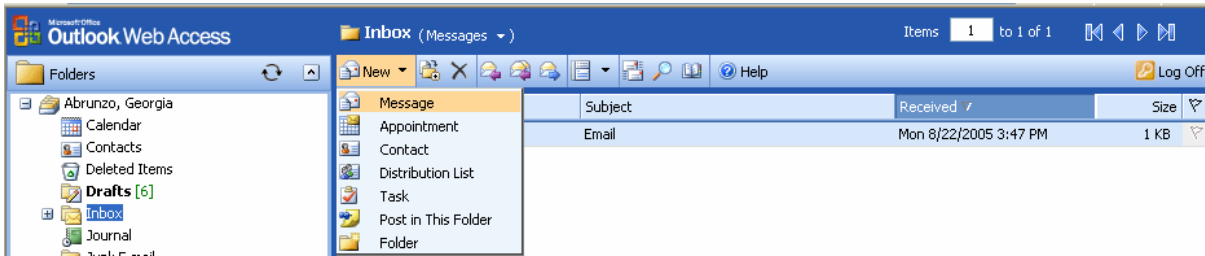 Microsoft Office
Outlook Web Access
Inbox (Messages ▾)
Items 1 to 1 of 1
Folders
New
Help
Log Off
Abrunzo, Georgia
Calendar
Contacts
Deleted Items
Drafts [6]
Inbox
Journal
Junk E-mail
Message
Appointment
Contact
Distribution List
Task
Post in This Folder
Folder
Subject Received Size
Email Mon 8/22/2005 3:47 PM 1 KB